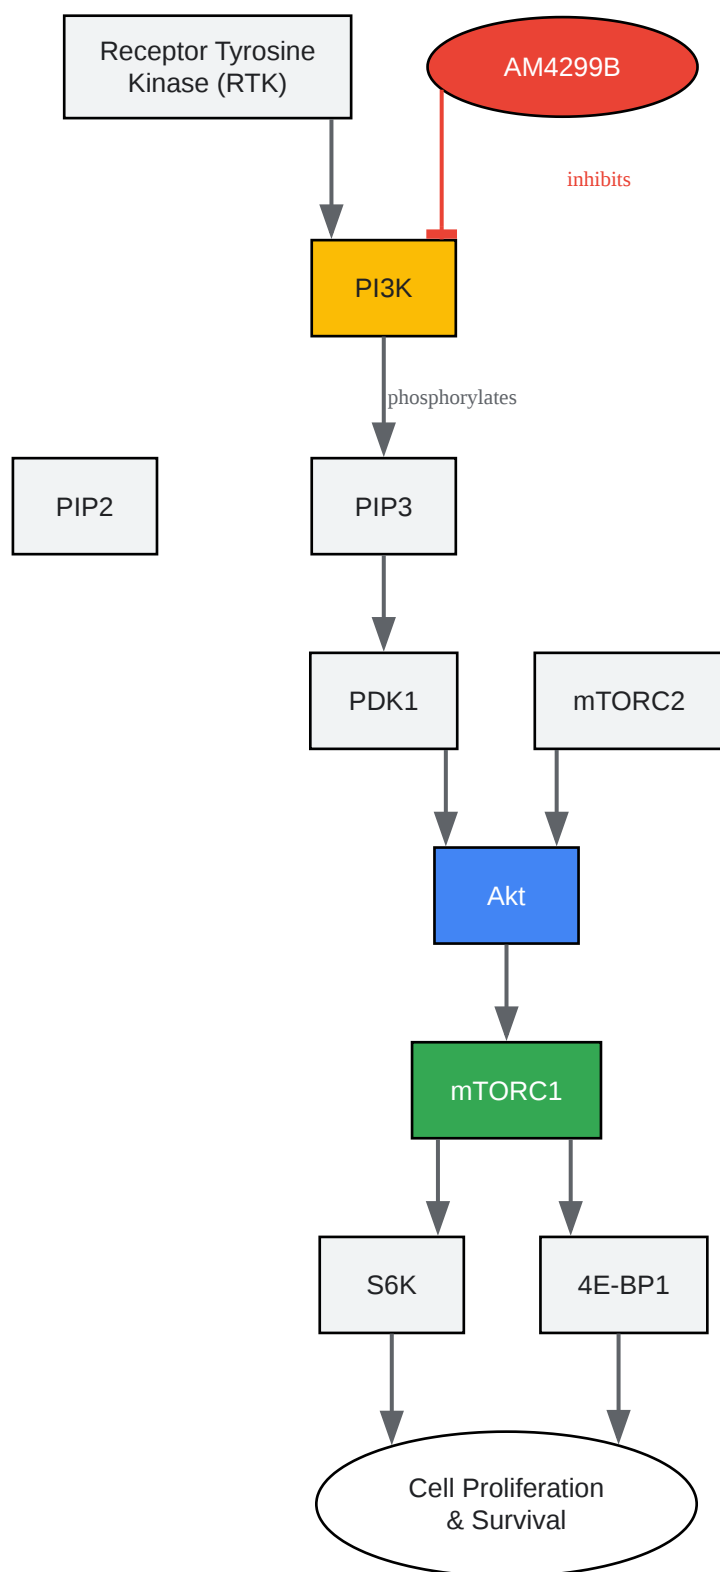 Receptor Tyrosine
Kinase (RTK)
AM4299B
inhibits
PI3K
phosphorylates
PIP2
PIP3
PDK1
mTORC2
Akt
mTORC1
S6K
4E-BP1
Cell Proliferation
& Survival